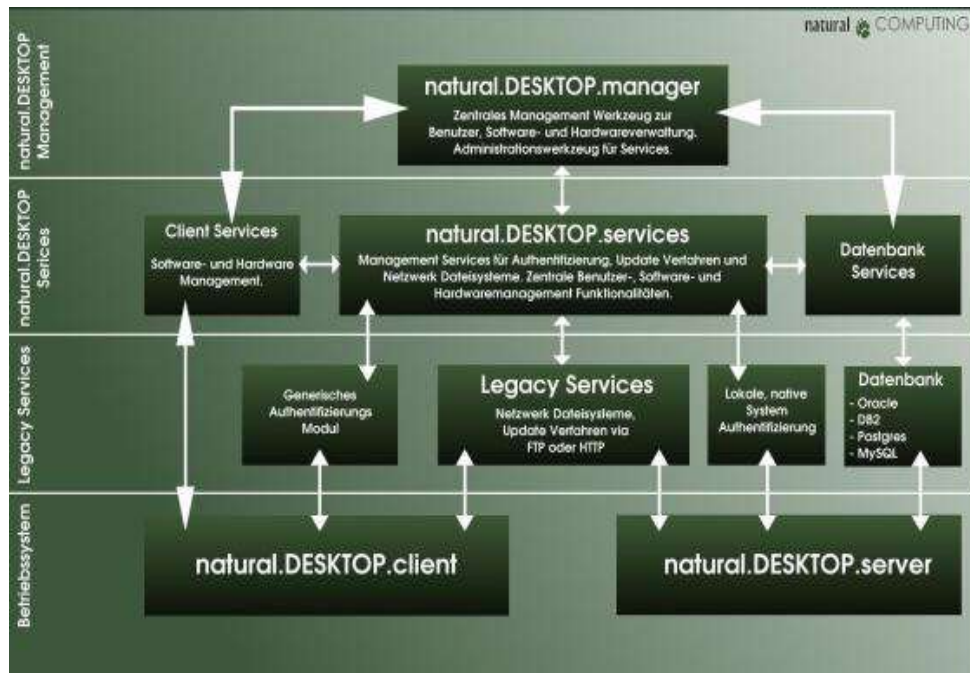 natural COMPUTING
natural.DESKTOP
Management
natural.DESKTOP.manager
Zentrales Management Werkzeug zur
Benutzer, Software- und Hardwareverwaltung.
Administrationswerkzeug für Services.
natural.DESKTOP
Serices
Client Services
Software- und Hardware
Management.
natural.DESKTOP.services
Management Services für Authentifizierung, Update Verfahren und
Netzwerk Dateisysteme. Zentrale Benutzer-, Software- und
Hardwaremanagement Funktionalitäten.
Datenbank
Services
Legacy Services
Generisches
Authentifizierungs
Modul
Legacy Services
Netzwerk Dateisysteme,
Update Verfahren via
FTP oder HTTP
Lokale, native
System
Authentifizierung
Datenbank
- Oracle
- DB2
- Postgres
- MySQL
Betriebssystem
natural.DESKTOP.client
natural.DESKTOP.server